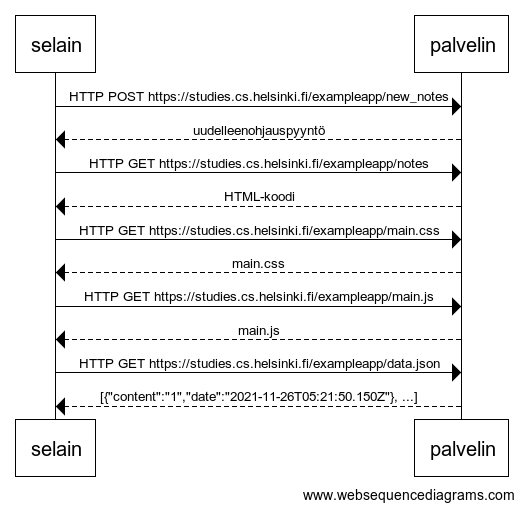 selain palvelin
HTTP POST https://studies.cs.helsinki.fi/exampleapp/new_notes
uudelleenohjauspyyntö
HTTP GET https://studies.cs.helsinki.fi/exampleapp/notes
HTML-koodi
HTTP GET https://studies.cs.helsinki.fi/exampleapp/main.css
main.css
HTTP GET https://studies.cs.helsinki.fi/exampleapp/main.js
main.js
HTTP GET https://studies.cs.helsinki.fi/exampleapp/data.json
[{"content":"1","date":"2021-11-26T05:21:50.150Z"}, ...]
selain palvelin
www.websequencediagrams.com